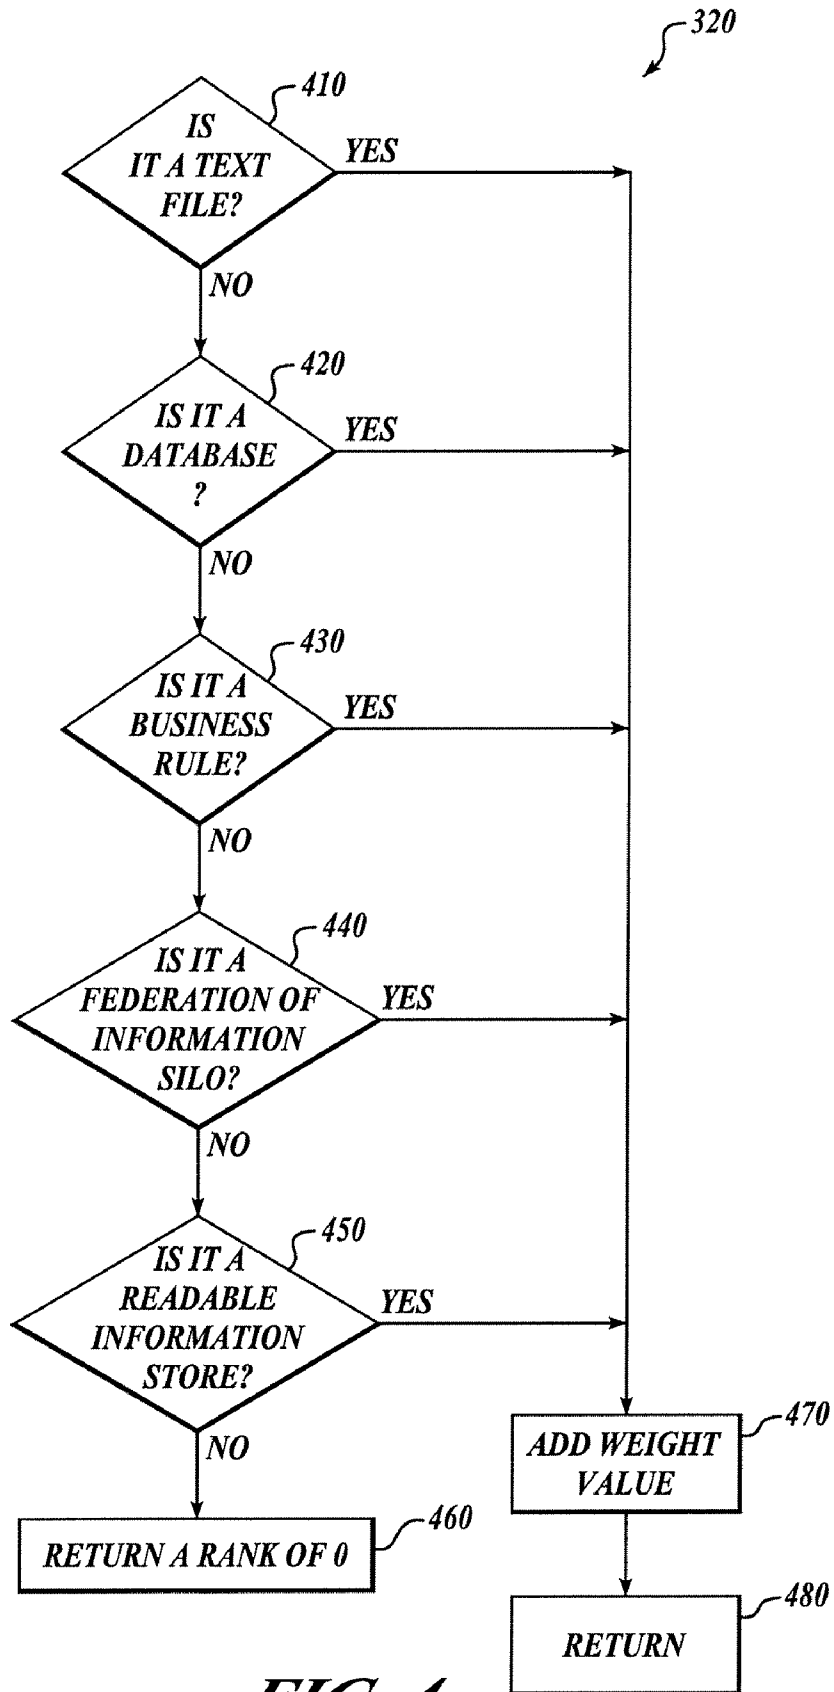 320
410
IS
IT A TEXT
FILE?
YES
NO
420
IS IT A
DATABASE
?
YES
NO
430
IS IT A
BUSINESS
RULE?
YES
NO
440
IS IT A
FEDERATION OF
INFORMATION
SILO?
YES
NO
450
IS IT A
READABLE
INFORMATION
STORE?
YES
NO
470
ADD WEIGHT
VALUE
460
RETURN A RANK OF 0
480
RETURN